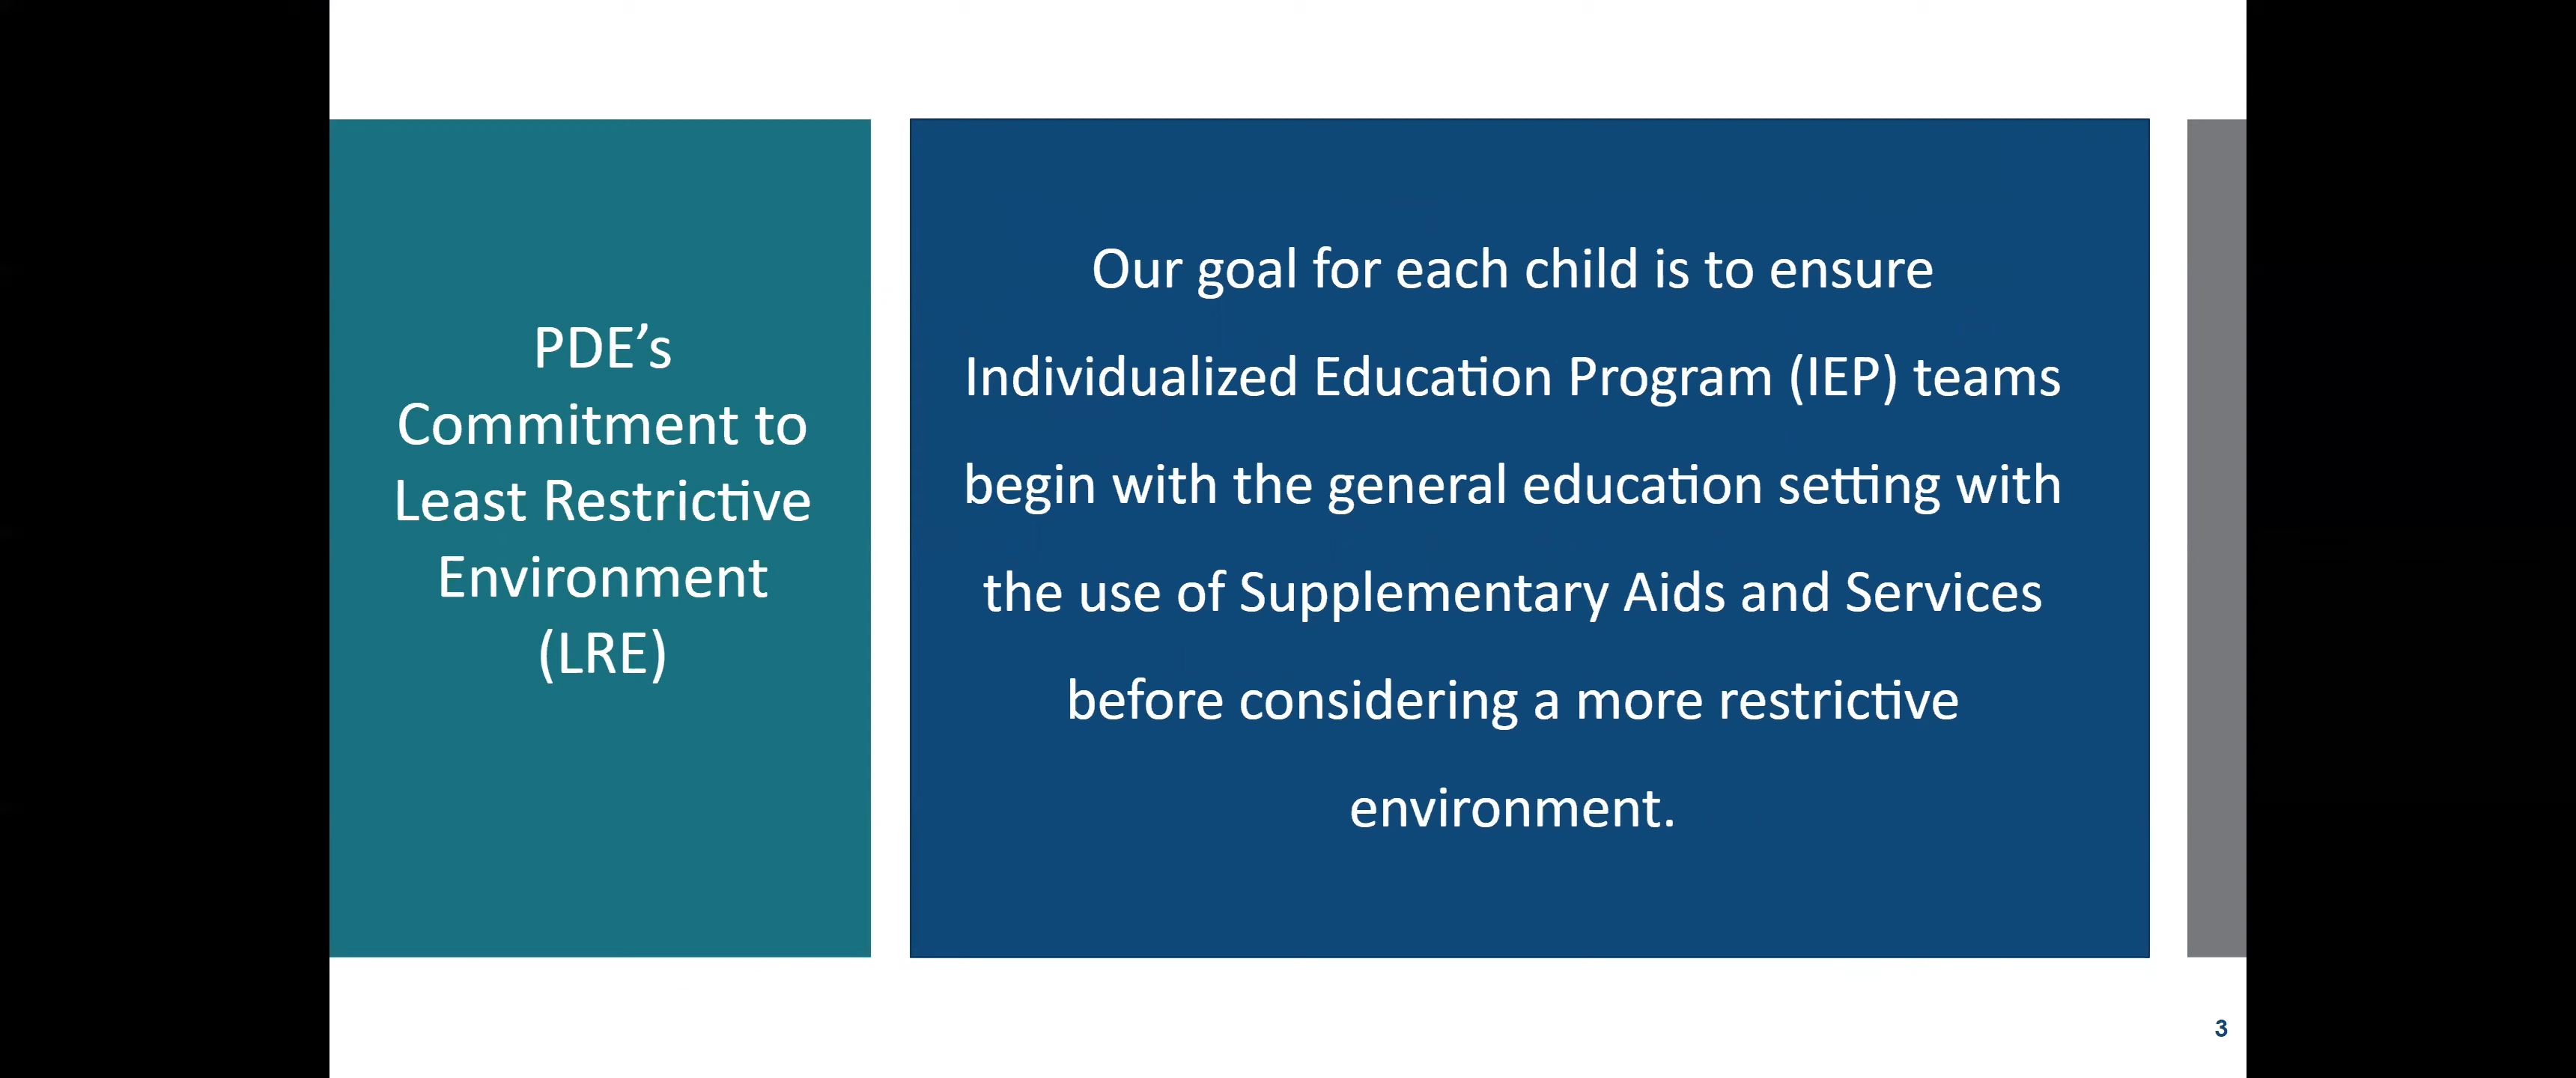 PDE’s
Commitment to
Least Restrictive
Environment
(LRE)
Our goal for each child is to ensure
Individualized Education Program (IEP) teams
begin with the general education setting with
the use of Supplementary Aids and Services
before considering a more restrictive
environment.
3